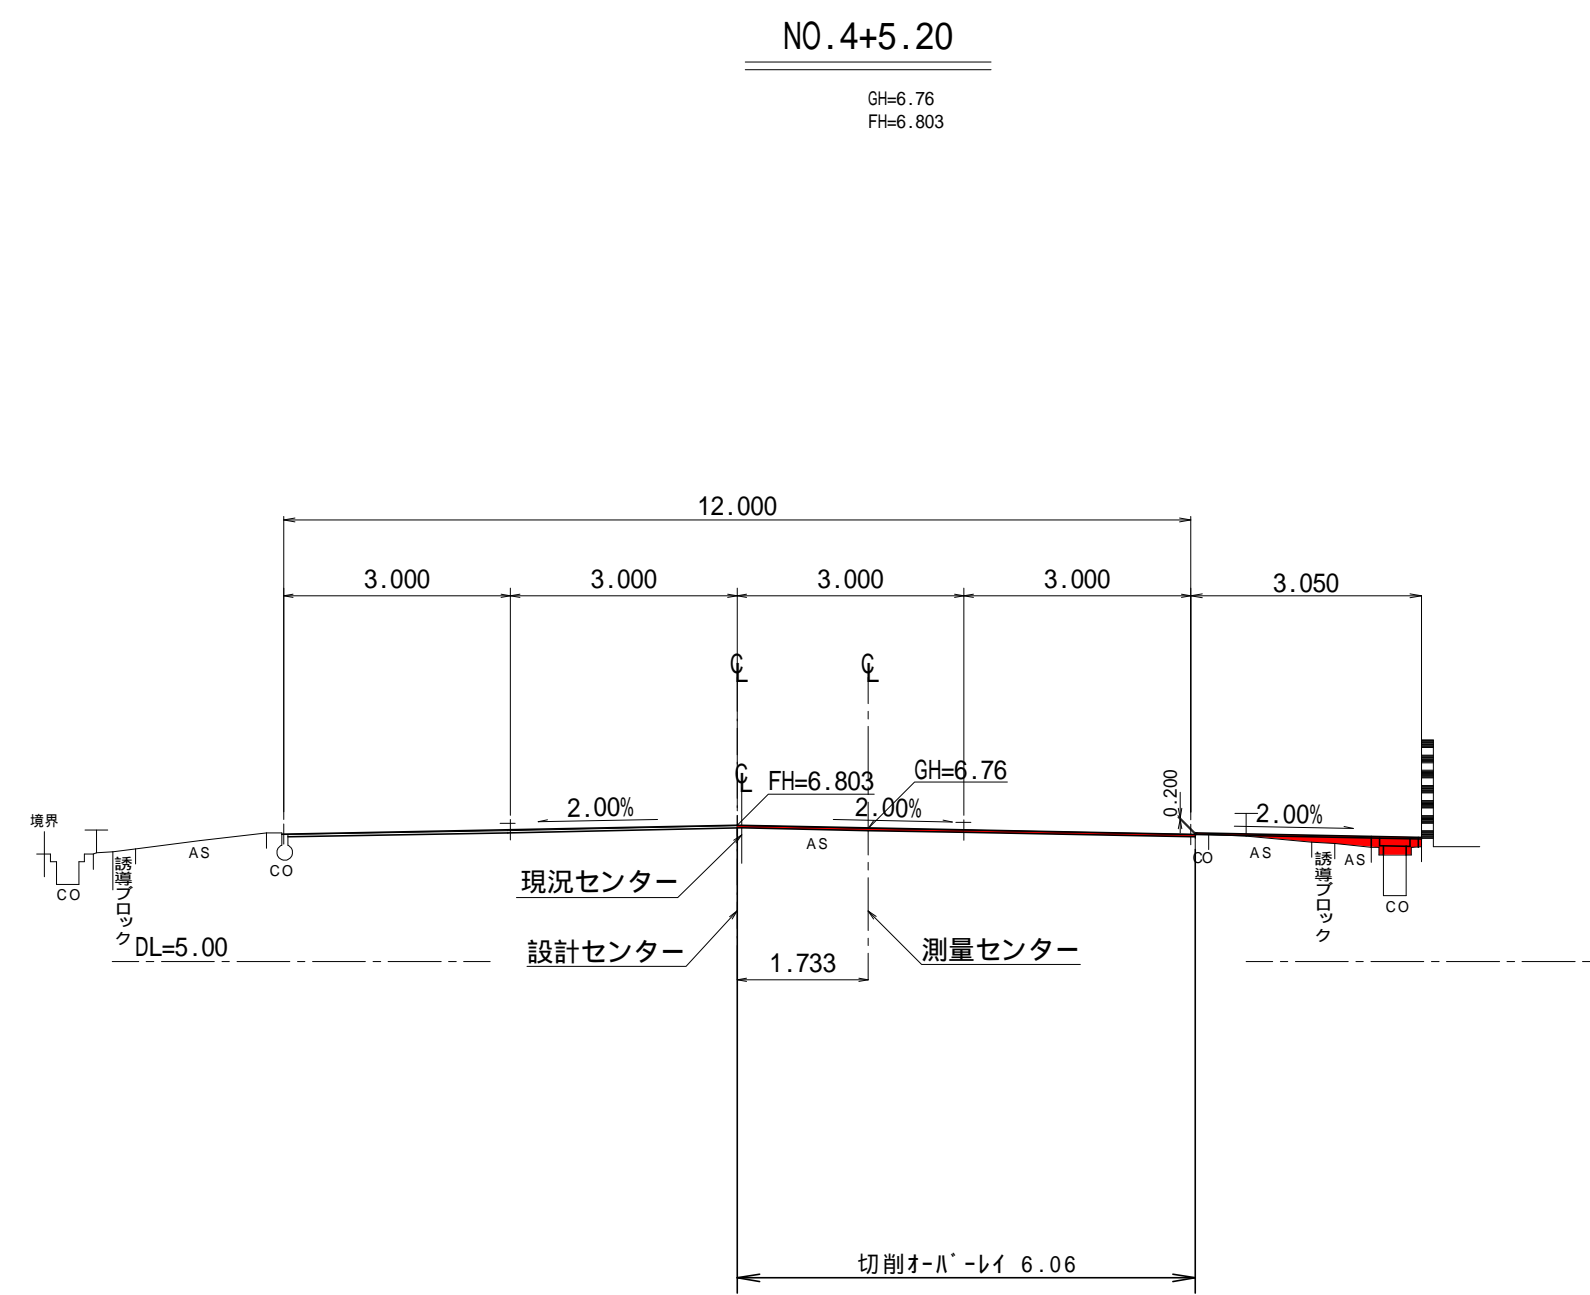 NO.4+5.20
GH=6.76
FH=6.803
12.000
3.000
3.000
3.000
3.000
3.050
℄
℄
℄
FH=6.803
GH=6.76
0.200
2.00%
2.00%
2.00%
境界
AS
AS
AS
AS
CO
CO
CO
CO
誘導ブロック
誘導ブロック
現況センター
設計センター
測量センター
DL=5.00
1.733
切削ｵｰﾊﾞｰﾚｲ 6.06